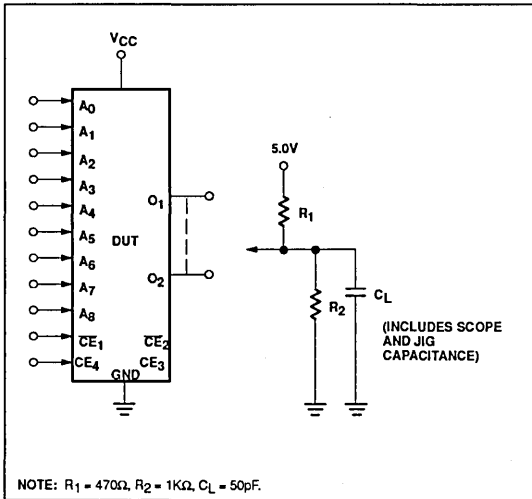 VCC
A0
A1
A2
A3
A4
A5
A6
A7
A8
CE1
CE4
DUT
O1
O2
CE2
CE3
GND
5.0V
R1
R2
CL
(INCLUDES SCOPE
AND JIG
CAPACITANCE)
NOTE: R1 = 470Ω, R2 = 1KΩ, CL = 50pF.